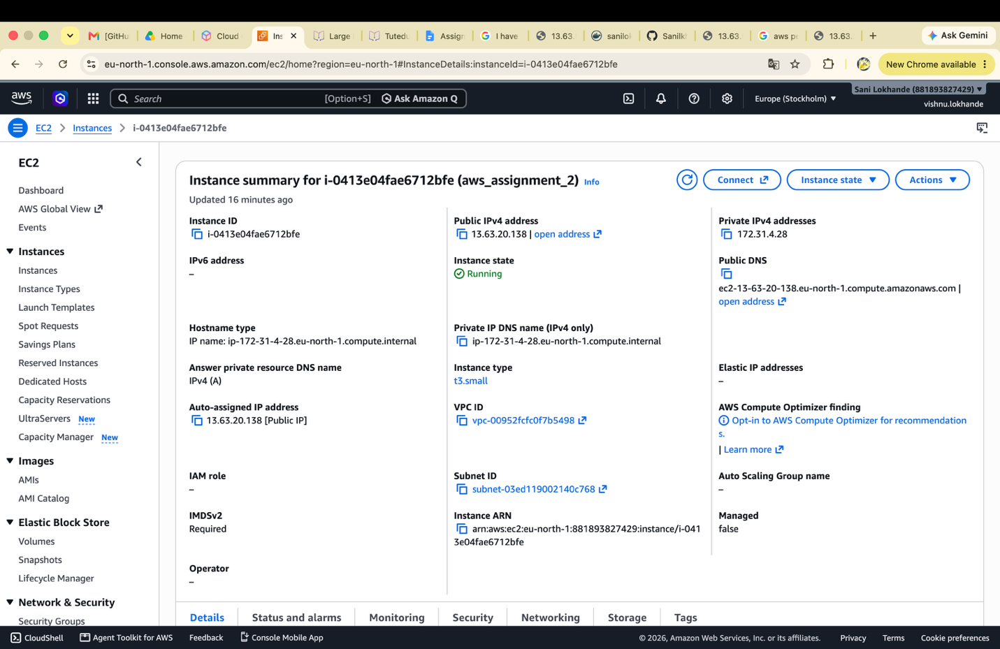 [GitHu
Home
Cloud
Ins
Large
Tutedu
Assign
I have
13.63.
sanilok
Sanilkh
13.63.
aws pe
13.63.
Ask Gemini
eu-north-1.console.aws.amazon.com/ec2/home?region=eu-north-1#InstanceDetails:instanceId=i-0413e04fae6712bfe
New Chrome available
aws
Search
[Option+S]
Ask Amazon Q
Europe (Stockholm)
Sani Lokhande (881893827429)
vishnu.lokhande
EC2
Instances
i-0413e04fae6712bfe
EC2
Dashboard
AWS Global View
Events
Instances
Instances
Instance Types
Launch Templates
Spot Requests
Savings Plans
Reserved Instances
Dedicated Hosts
Capacity Reservations
UltraServers New
Capacity Manager New
Images
AMIs
AMI Catalog
Elastic Block Store
Volumes
Snapshots
Lifecycle Manager
Network & Security
Security Groups
Instance summary for i-0413e04fae6712bfe (aws_assignment_2) Info
Updated 16 minutes ago
Connect
Instance state
Actions
Instance ID
i-0413e04fae6712bfe
Public IPv4 address
13.63.20.138 | open address
Private IPv4 addresses
172.31.4.28
IPv6 address
–
Instance state
Running
Public DNS
ec2-13-63-20-138.eu-north-1.compute.amazonaws.com |
open address
Hostname type
IP name: ip-172-31-4-28.eu-north-1.compute.internal
Private IP DNS name (IPv4 only)
ip-172-31-4-28.eu-north-1.compute.internal
Answer private resource DNS name
IPv4 (A)
Instance type
t3.small
Elastic IP addresses
–
Auto-assigned IP address
13.63.20.138 [Public IP]
VPC ID
vpc-00952fcfc0f7b5498
AWS Compute Optimizer finding
Opt-in to AWS Compute Optimizer for recommendation
s.
| Learn more
IAM role
–
Subnet ID
subnet-03ed119002140c768
Auto Scaling Group name
–
IMDSv2
Required
Instance ARN
arn:aws:ec2:eu-north-1:881893827429:instance/i-041
3e04fae6712bfe
Managed
false
Operator
–
Details
Status and alarms
Monitoring
Security
Networking
Storage
Tags
CloudShell
Agent Toolkit for AWS
Feedback
Console Mobile App
© 2026, Amazon Web Services, Inc. or its affiliates.
Privacy
Terms
Cookie preferences